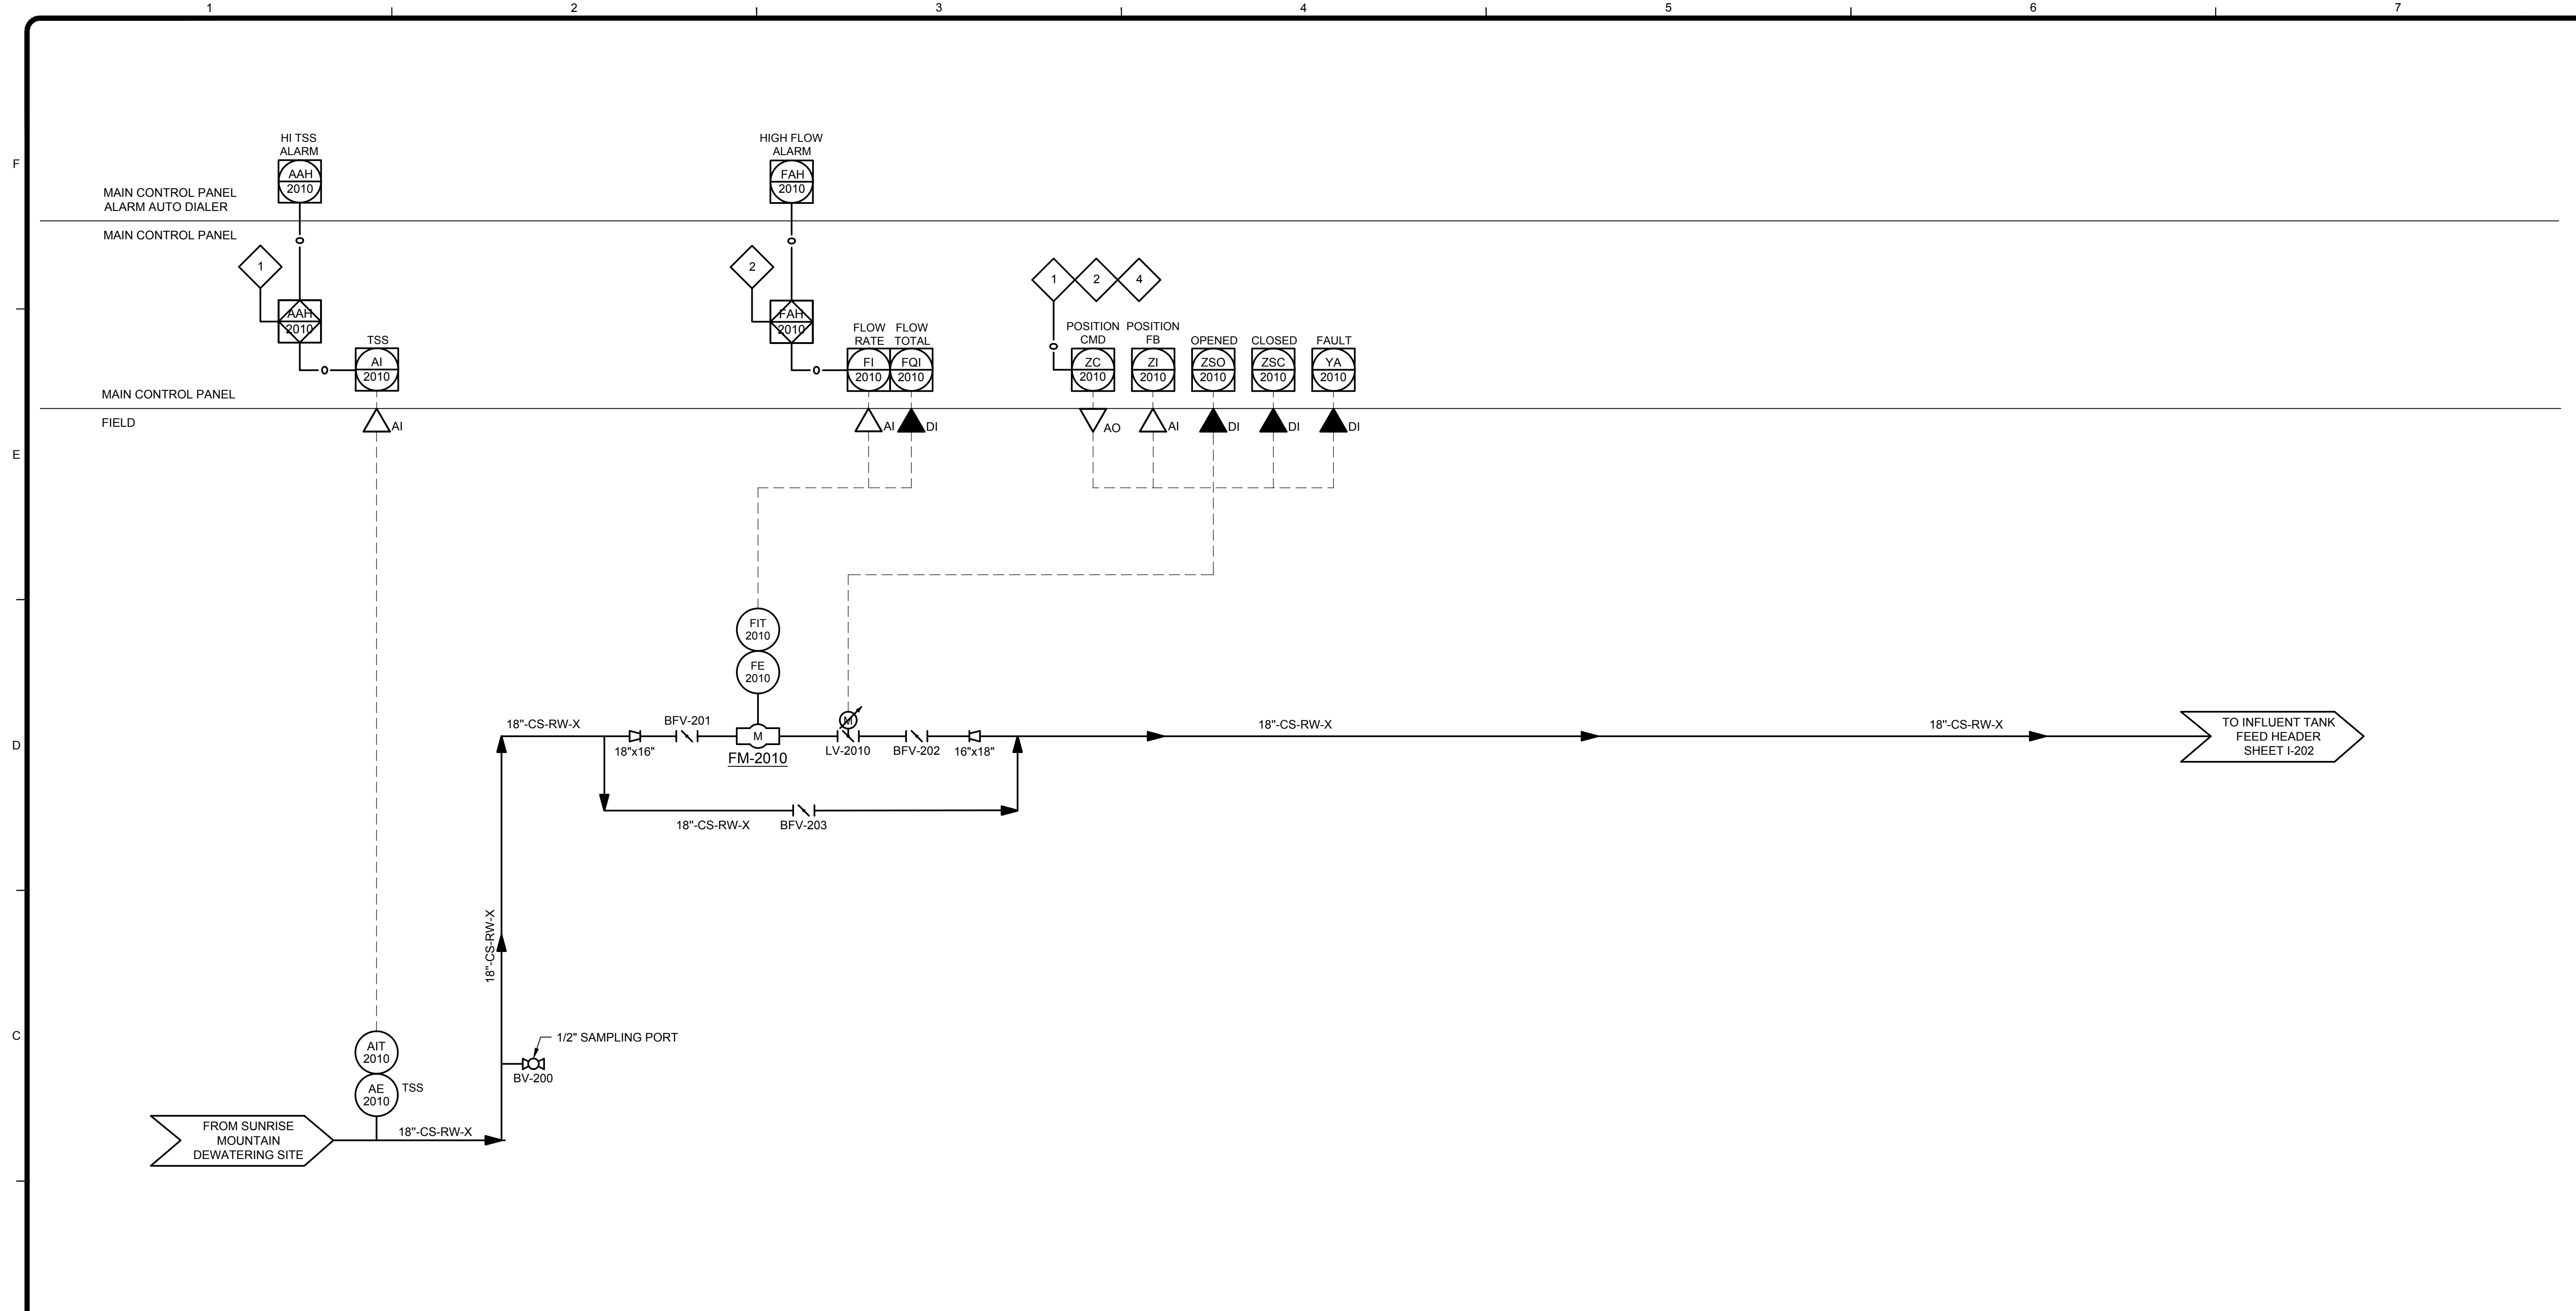 1 2 3 4 5 6 7
F
E
D
C
HI TSS
ALARM
AAH
2010
HIGH FLOW
ALARM
FAH
2010
MAIN CONTROL PANEL
ALARM AUTO DIALER
MAIN CONTROL PANEL
1
AAH
2010
TSS
AI
2010
2
FAH
2010
FLOW
RATE
FI
2010
FLOW
TOTAL
FQI
2010
1 2 4
POSITION
CMD
ZC
2010
POSITION
FB
ZI
2010
OPENED
ZSO
2010
CLOSED
ZSC
2010
FAULT
YA
2010
MAIN CONTROL PANEL
FIELD
AI
AI
DI
AO
AI
DI
DI
DI
FIT
2010
FE
2010
18"-CS-RW-X
18"x16"
BFV-201
M
FM-2010
M
LV-2010
BFV-202
16"x18"
18"-CS-RW-X
18"-CS-RW-X
TO INFLUENT TANK
FEED HEADER
SHEET I-202
18"-CS-RW-X
BFV-203
18"-CS-RW-X
1/2" SAMPLING PORT
BV-200
AIT
2010
AE
2010
TSS
18"-CS-RW-X
FROM SUNRISE
MOUNTAIN
DEWATERING SITE